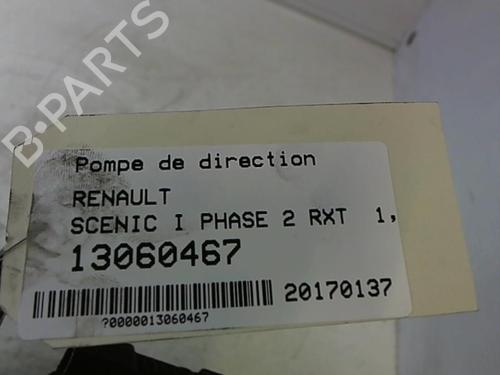 B-PARTS
Pompe de direction
RENAULT
SCENIC I PHASE 2 RXT 1,
13060467
20170137
?0000013060467